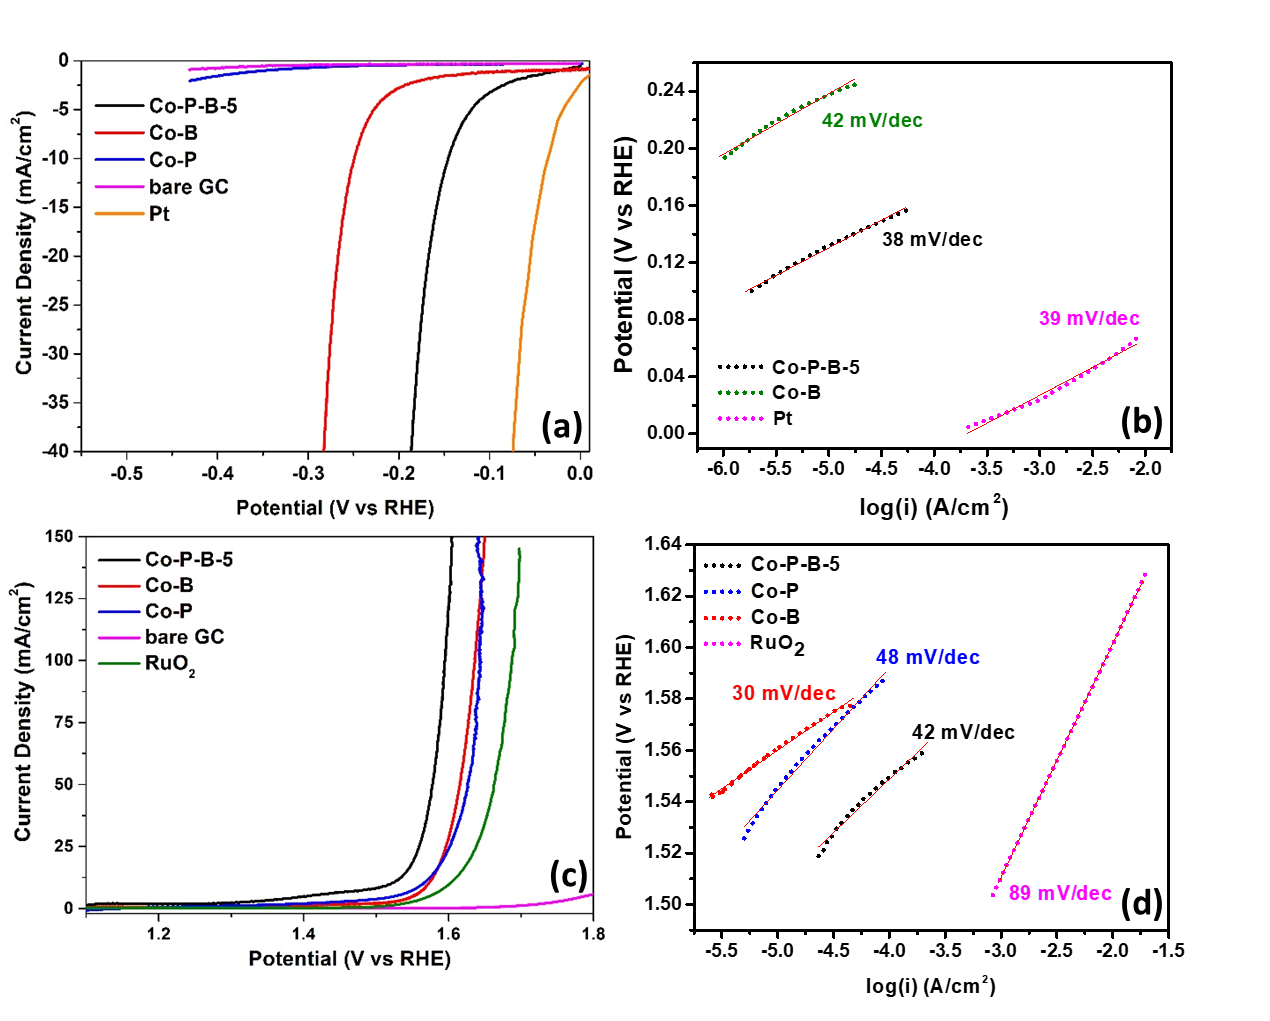 0
-5
-10
-15
-20
-25
-30
-35
-40
Current Density (mA/cm²)
Co-P-B-5
Co-B
Co-P
bare GC
Pt
(a)
-0.5 -0.4 -0.3 -0.2 -0.1 0.0
Potential (V vs RHE)
0.24
0.20
0.16
0.12
0.08
0.04
0.00
Potential (V vs RHE)
42 mV/dec
38 mV/dec
39 mV/dec
Co-P-B-5
Co-B
Pt
(b)
-6.0 -5.5 -5.0 -4.5 -4.0 -3.5 -3.0 -2.5 -2.0
log(i) (A/cm²)
150
125
100
75
50
25
0
Current Density (mA/cm²)
Co-P-B-5
Co-B
Co-P
bare GC
RuO₂
(c)
1.2 1.4 1.6 1.8
Potential (V vs RHE)
1.64
1.62
1.60
1.58
1.56
1.54
1.52
1.50
Potential (V vs RHE)
Co-P-B-5
Co-P
Co-B
RuO₂
48 mV/dec
30 mV/dec
42 mV/dec
89 mV/dec
(d)
-5.5 -5.0 -4.5 -4.0 -3.5 -3.0 -2.5 -2.0 -1.5
log(i) (A/cm²)